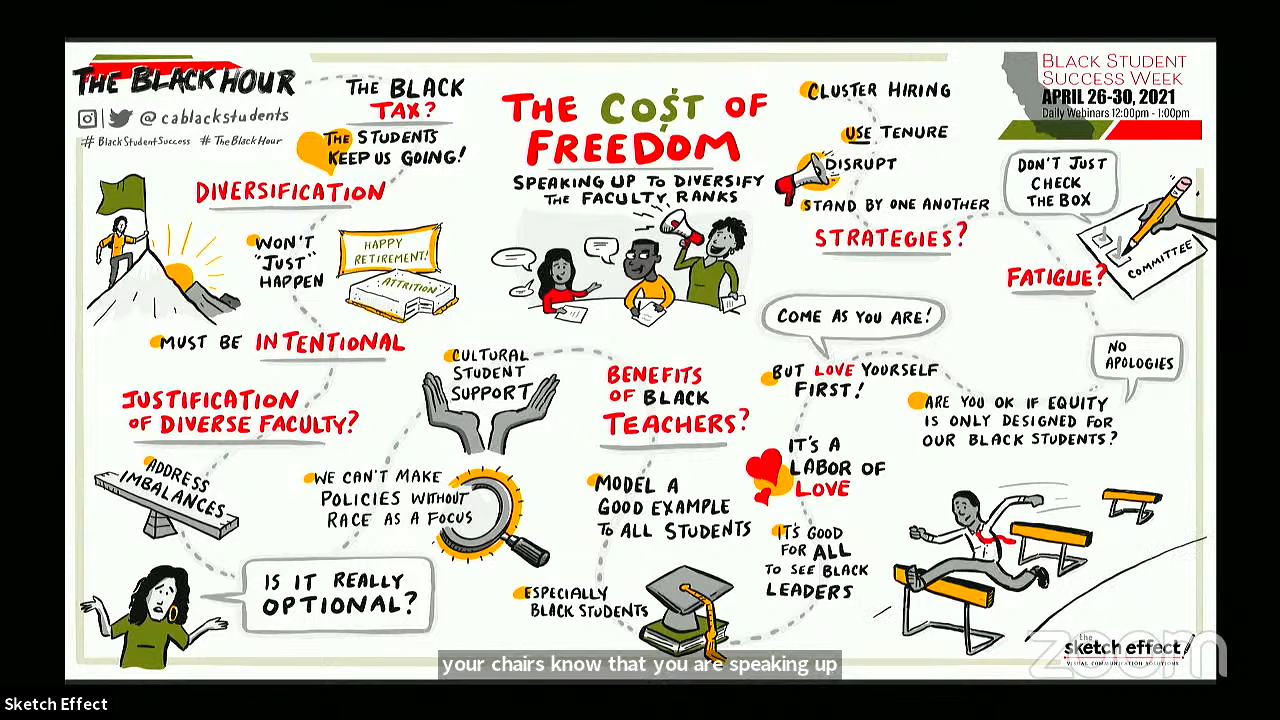 THE BLACK HOUR
@cablackstudents
#BlackStudentSuccess #TheBlackHour
THE BLACK
TAX?
THE STUDENTS
KEEP US GOING!
DIVERSIFICATION
WON'T
"JUST"
HAPPEN
HAPPY
RETIREMENT!
ATTRITION
MUST BE INTENTIONAL
THE CO$T OF
FREEDOM
SPEAKING UP TO DIVERSIFY
THE FACULTY RANKS
CLUSTER HIRING
USE TENURE
DISRUPT
STAND BY ONE ANOTHER
STRATEGIES?
BLACK STUDENT
SUCCESS WEEK
APRIL 26-30, 2021
Daily Webinars 12:00pm - 1:00pm
DON'T JUST
CHECK
THE BOX
COMMITTEE
FATIGUE?
COME AS YOU ARE!
NO
APOLOGIES
BUT LOVE YOURSELF
FIRST!
ARE YOU OK IF EQUITY
IS ONLY DESIGNED FOR
OUR BLACK STUDENTS?
JUSTIFICATION
OF DIVERSE FACULTY?
CULTURAL
STUDENT
SUPPORT
BENEFITS
OF BLACK
TEACHERS?
ADDRESS
IMBALANCES
WE CAN'T MAKE
POLICIES WITHOUT
RACE AS A FOCUS
MODEL A
GOOD EXAMPLE
TO ALL STUDENTS
IT'S A
LABOR OF
LOVE
IT'S GOOD
FOR ALL
TO SEE BLACK
LEADERS
IS IT REALLY
OPTIONAL?
ESPECIALLY
BLACK STUDENTS
the
sketch effect!
VISUAL COMMUNICATION SOLUTIONS
zoom
your chairs know that you are speaking up
Sketch Effect